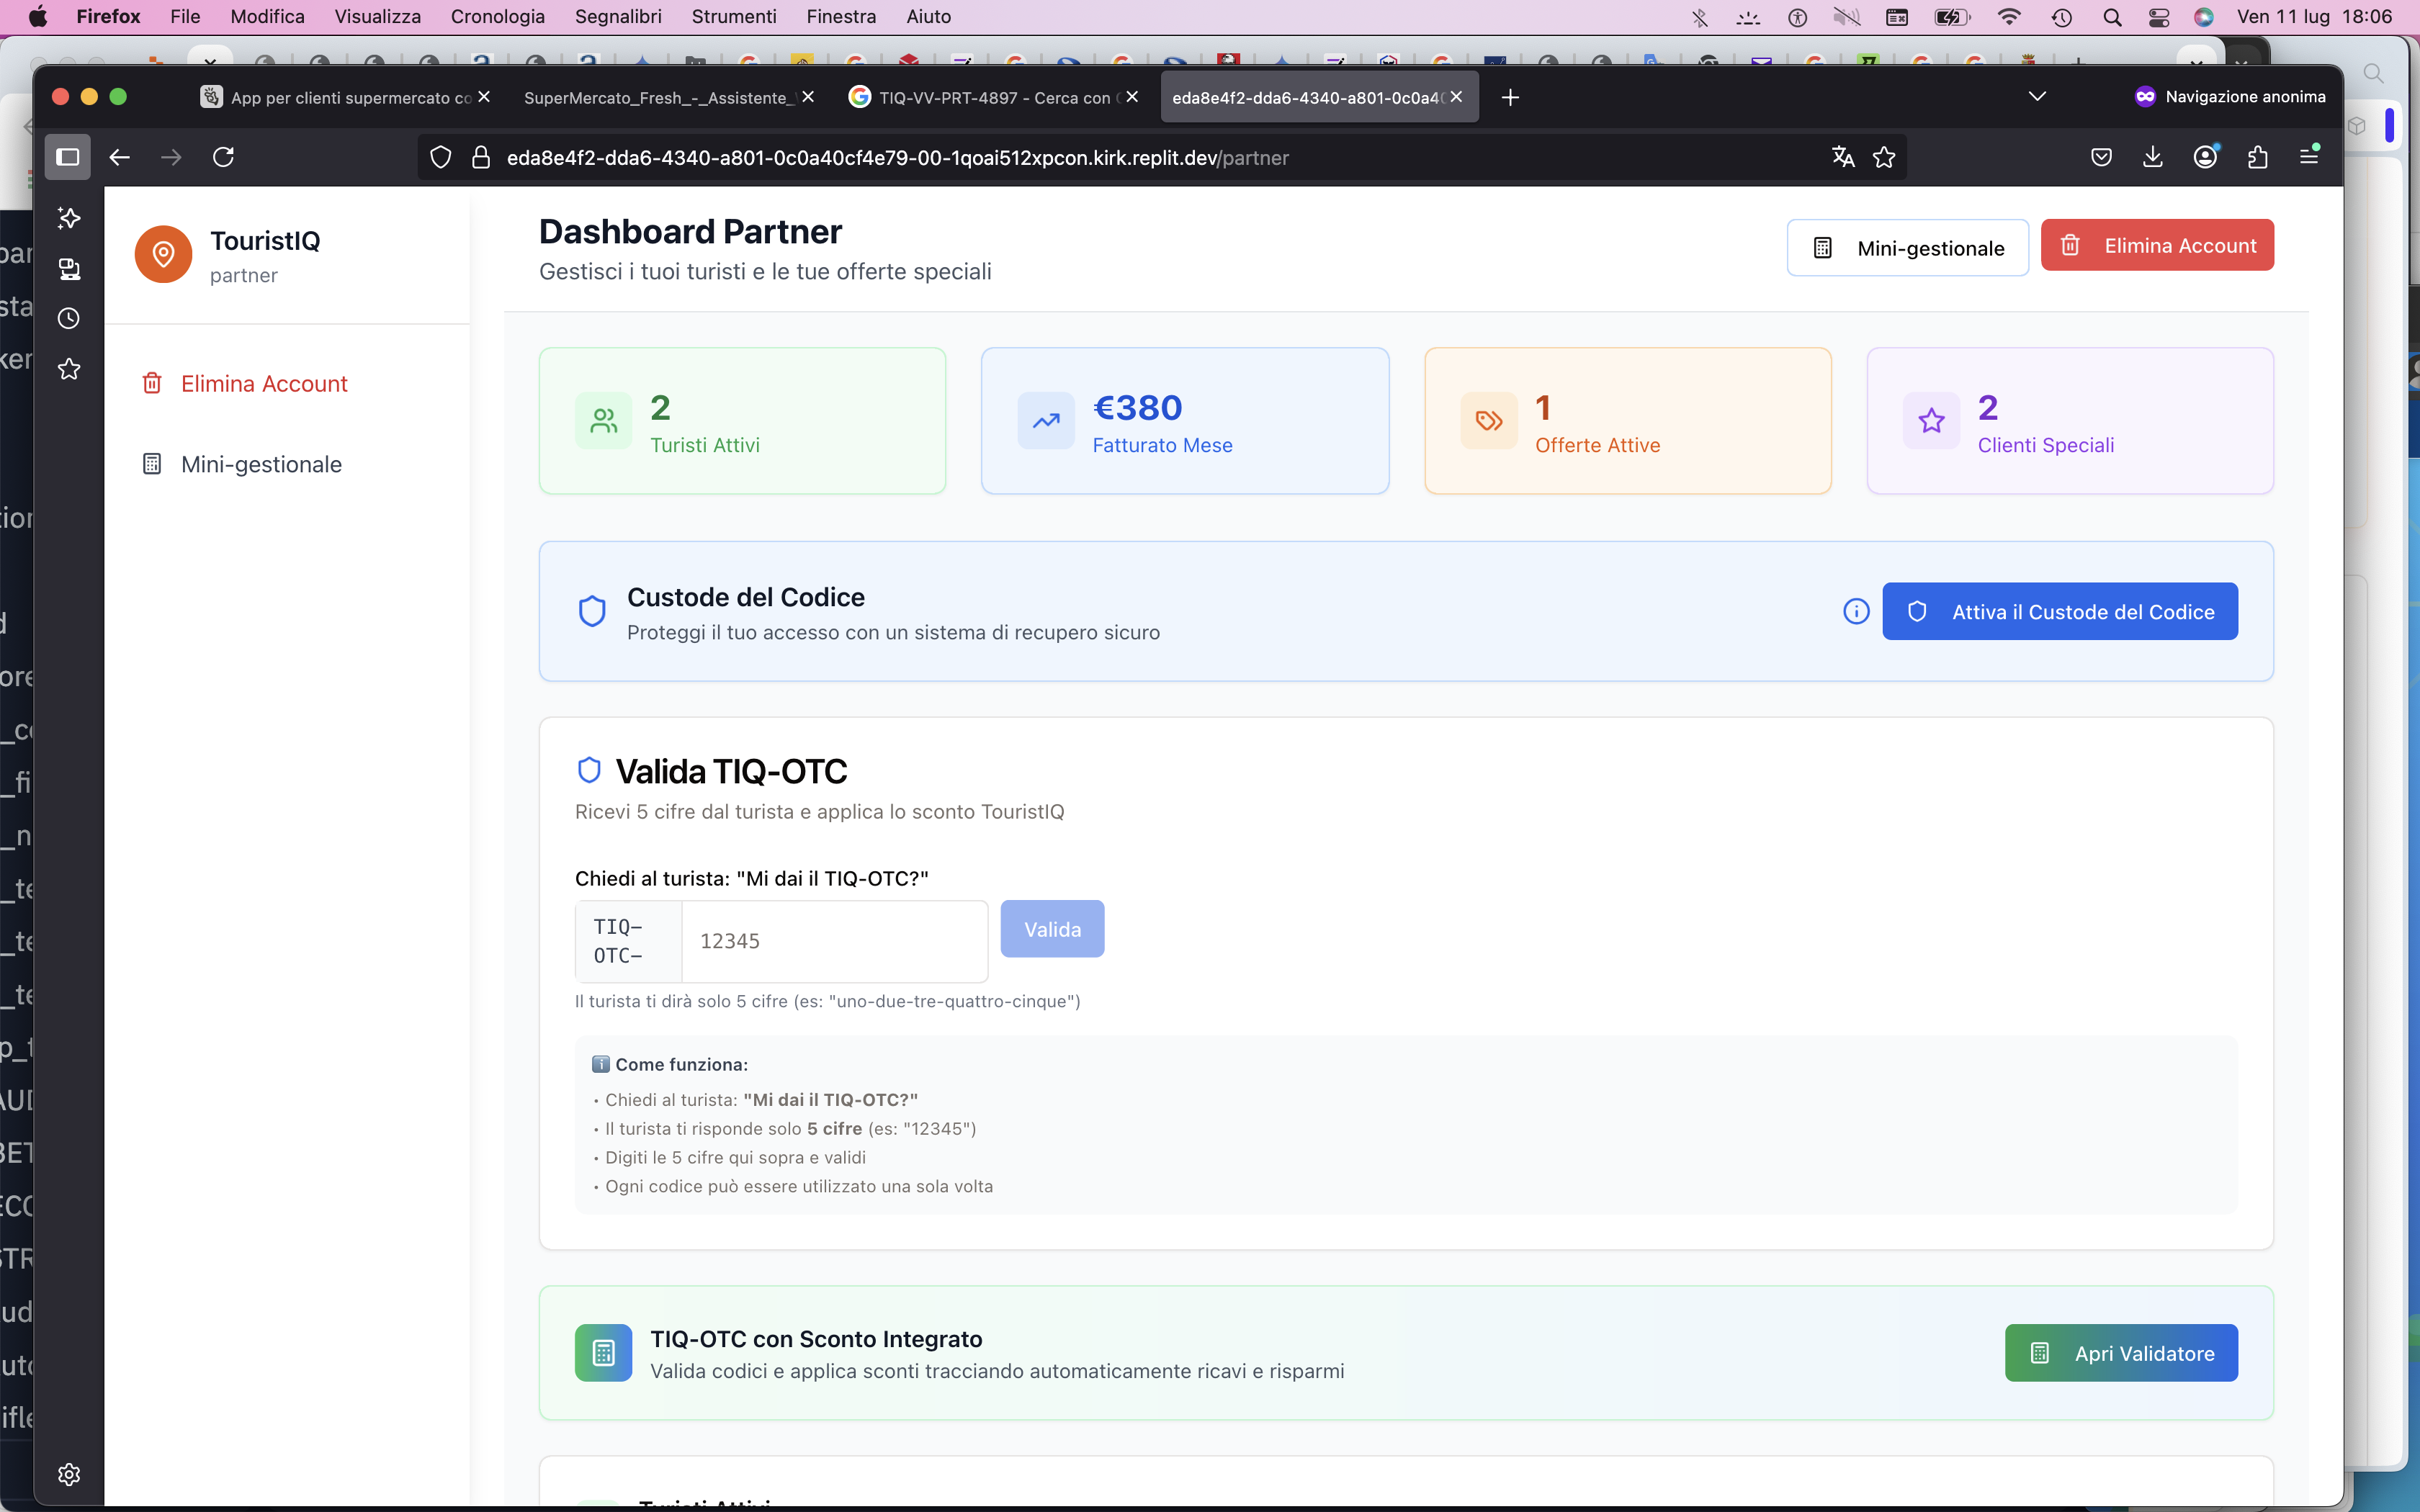 Firefox File Modifica Visualizza Cronologia Segnalibri Strumenti Finestra Aiuto Ven 11 lug 18:06
App per clienti supermercato co SuperMercato_Fresh_-_Assistente_ TIQ-VV-PRT-4897 - Cerca con eda8e4f2-dda6-4340-a801-0c0a40 Navigazione anonima
eda8e4f2-dda6-4340-a801-0c0a40cf4e79-00-1qoai512xpcon.kirk.replit.dev/partner
TouristIQ
partner
Elimina Account
Mini-gestionale
Dashboard Partner
Gestisci i tuoi turisti e le tue offerte speciali
Mini-gestionale
Elimina Account
2
Turisti Attivi
€380
Fatturato Mese
1
Offerte Attive
2
Clienti Speciali
Custode del Codice
Proteggi il tuo accesso con un sistema di recupero sicuro
Attiva il Custode del Codice
Valida TIQ-OTC
Ricevi 5 cifre dal turista e applica lo sconto TouristIQ
Chiedi al turista: "Mi dai il TIQ-OTC?"
TIQ-
OTC-
12345
Valida
Il turista ti dirà solo 5 cifre (es: "uno-due-tre-quattro-cinque")
Come funziona:
• Chiedi al turista: "Mi dai il TIQ-OTC?"
• Il turista ti risponde solo 5 cifre (es: "12345")
• Digiti le 5 cifre qui sopra e validi
• Ogni codice può essere utilizzato una sola volta
TIQ-OTC con Sconto Integrato
Valida codici e applica sconti tracciando automaticamente ricavi e risparmi
Apri Validatore
Turisti Attivi